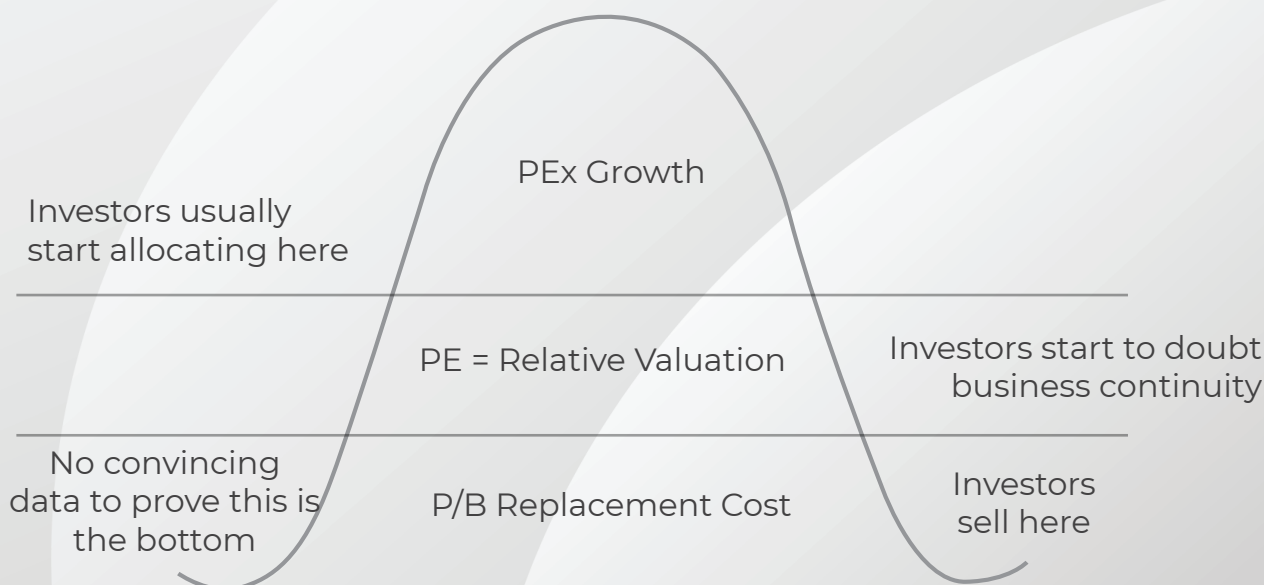 PEx Growth
Investors usually
start allocating here
PE = Relative Valuation
Investors start to doubt
business continuity
No convincing
data to prove this is
the bottom
P/B Replacement Cost
Investors
sell here